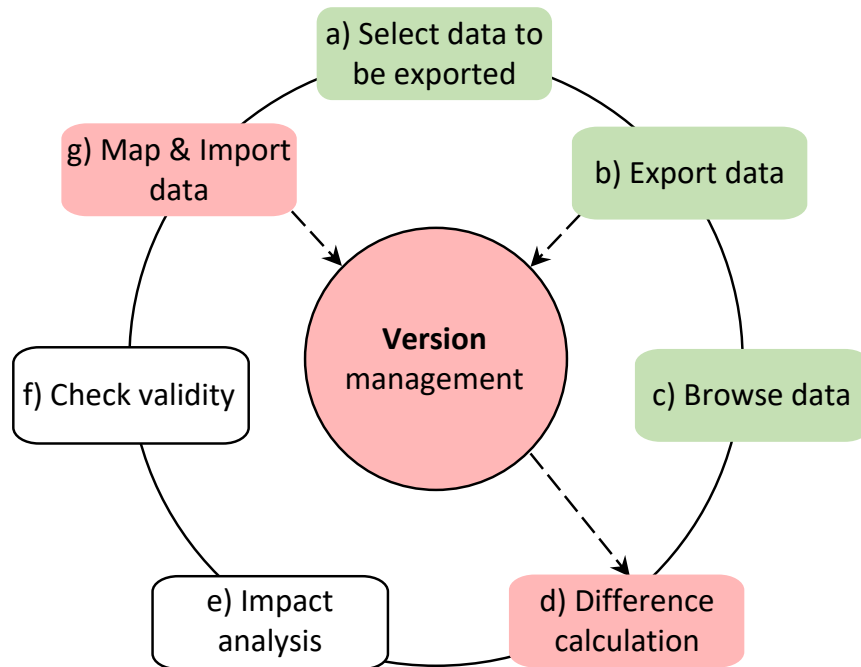 a) Select data to
be exported
g) Map & Import
data
b) Export data
Version
management
f) Check validity
c) Browse data
e) Impact
analysis
d) Difference
calculation